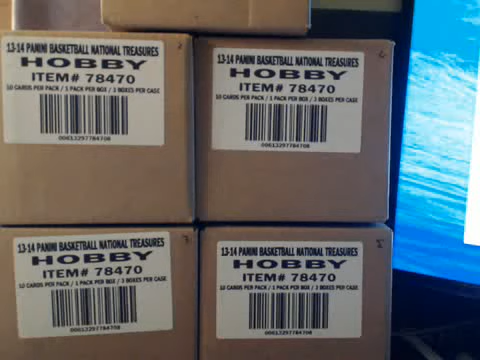 13-14 PANINI BASKETBALL NATIONAL TREASURES
HOBBY
ITEM# 78470
10 CARDS PER PACK / 1 PACK PER BOX / 3 BOXES PER CASE
00613297784708
13-14 PANINI BASKETBALL NATIONAL TREASURES
HOBBY
ITEM# 78470
10 CARDS PER PACK / 1 PACK PER BOX / 3 BOXES PER CASE
00613297784708
13-14 PANINI BASKETBALL NATIONAL TREASURES
HOBBY
ITEM# 78470
10 CARDS PER PACK / 1 PACK PER BOX / 3 BOXES PER CASE
00613297784708
13-14 PANINI BASKETBALL NATIONAL TREASURES
HOBBY
ITEM# 78470
10 CARDS PER PACK / 1 PACK PER BOX / 3 BOXES PER CASE
00613297784708